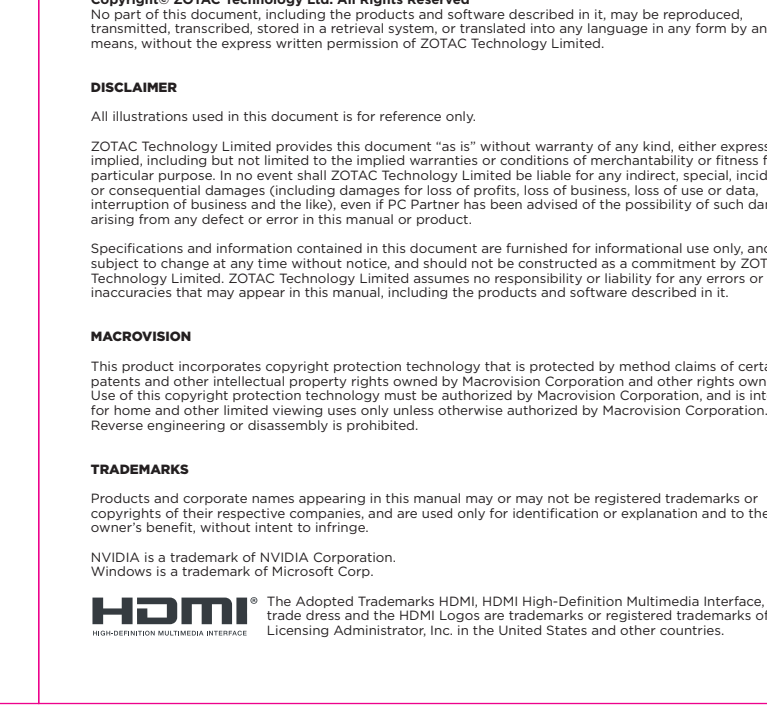 Copyright© ZOTAC Technology Ltd. All Rights Reserved
No part of this document, including the products and software described in it, may be reproduced,
transmitted, transcribed, stored in a retrieval system, or translated into any language in any form by an
means, without the express written permission of ZOTAC Technology Limited.
DISCLAIMER
All illustrations used in this document is for reference only.
ZOTAC Technology Limited provides this document “as is” without warranty of any kind, either express
implied, including but not limited to the implied warranties or conditions of merchantability or fitness f
particular purpose. In no event shall ZOTAC Technology Limited be liable for any indirect, special, incid
or consequential damages (including damages for loss of profits, loss of business, loss of use or data,
interruption of business and the like), even if PC Partner has been advised of the possibility of such da
arising from any defect or error in this manual or product.
Specifications and information contained in this document are furnished for informational use only, and
subject to change at any time without notice, and should not be constructed as a commitment by ZOT
Technology Limited. ZOTAC Technology Limited assumes no responsibility or liability for any errors or
inaccuracies that may appear in this manual, including the products and software described in it.
MACROVISION
This product incorporates copyright protection technology that is protected by method claims of certa
patents and other intellectual property rights owned by Macrovision Corporation and other rights own
Use of this copyright protection technology must be authorized by Macrovision Corporation, and is int
for home and other limited viewing uses only unless otherwise authorized by Macrovision Corporation.
Reverse engineering or disassembly is prohibited.
TRADEMARKS
Products and corporate names appearing in this manual may or may not be registered trademarks or
copyrights of their respective companies, and are used only for identification or explanation and to the
owner’s benefit, without intent to infringe.
NVIDIA is a trademark of NVIDIA Corporation.
Windows is a trademark of Microsoft Corp.
HDMI®
HIGH-DEFINITION MULTIMEDIA INTERFACE
The Adopted Trademarks HDMI, HDMI High-Definition Multimedia Interface,
trade dress and the HDMI Logos are trademarks or registered trademarks of
Licensing Administrator, Inc. in the United States and other countries.